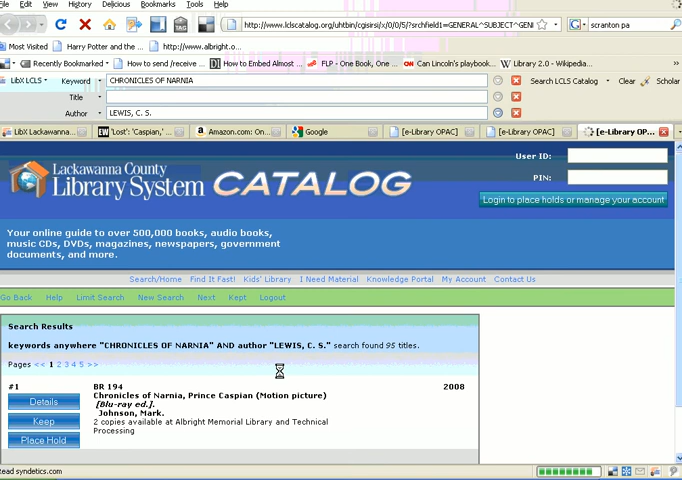 File Edit View History Delicious Bookmarks Tools Help
http://www.lclscatalog.org/uhtbin/cgisirsi/x/0/0/5/?srchfield1=GENERAL^SUBJECT^GENI
scranton pa
Most Visited Harry Potter and the ... http://www.albright.o...
Recently Bookmarked How to send /receive ... How to Embed Almost ... FLP - One Book, One ... Can Lincoln's playbook... Library 2.0 - Wikipedia...
LibX LCLS Keyword CHRONICLES OF NARNIA Search LCLS Catalog Clear Scholar
Title
Author LEWIS, C. S.
LibX Lackawanna... EW 'Lost': 'Caspian,' ... Amazon.com: On... Google [e-Library OPAC] [e-Library OPAC] [e-Library OP...
Lackawanna County
Library System CATALOG
User ID:
PIN:
Login to place holds or manage your account
Your online guide to over 500,000 books, audio books,
music CDs, DVDs, magazines, newspapers, government
documents, and more.
Search/Home Find It Fast! Kids' Library I Need Material Knowledge Portal My Account Contact Us
Go Back Help Limit Search New Search Next Kept Logout
Search Results
keywords anywhere "CHRONICLES OF NARNIA" AND author "LEWIS, C. S." search found 95 titles.
Pages << 1 2 3 4 5 >>
#1 BR 194 2008
Details
Chronicles of Narnia, Prince Caspian (Motion picture)
[Blu-ray ed.].
Johnson, Mark.
Keep
2 copies available at Albright Memorial Library and Technical
Processing
Place Hold
Read syndetics.com